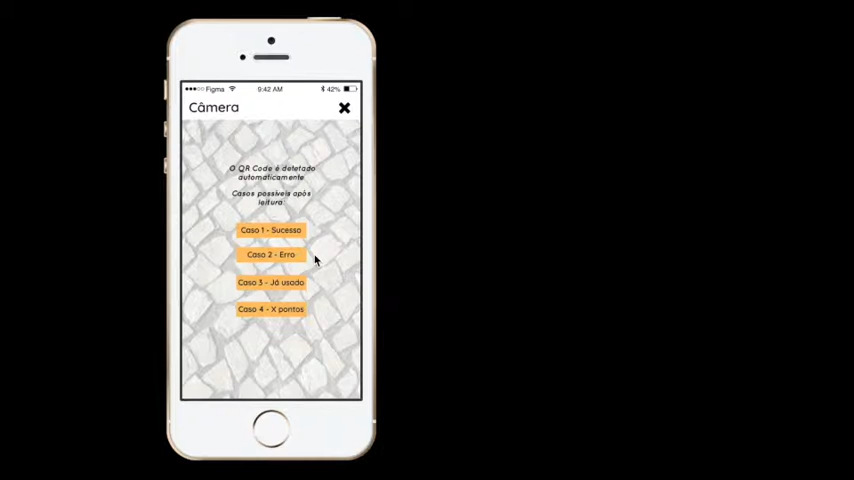 Figma 9:42 AM 42%
Câmera
O QR Code é detetado
automaticamente
Casos possíveis após
leitura:
Caso 1 - Sucesso
Caso 2 - Erro
Caso 3 - Já usado
Caso 4 - X pontos